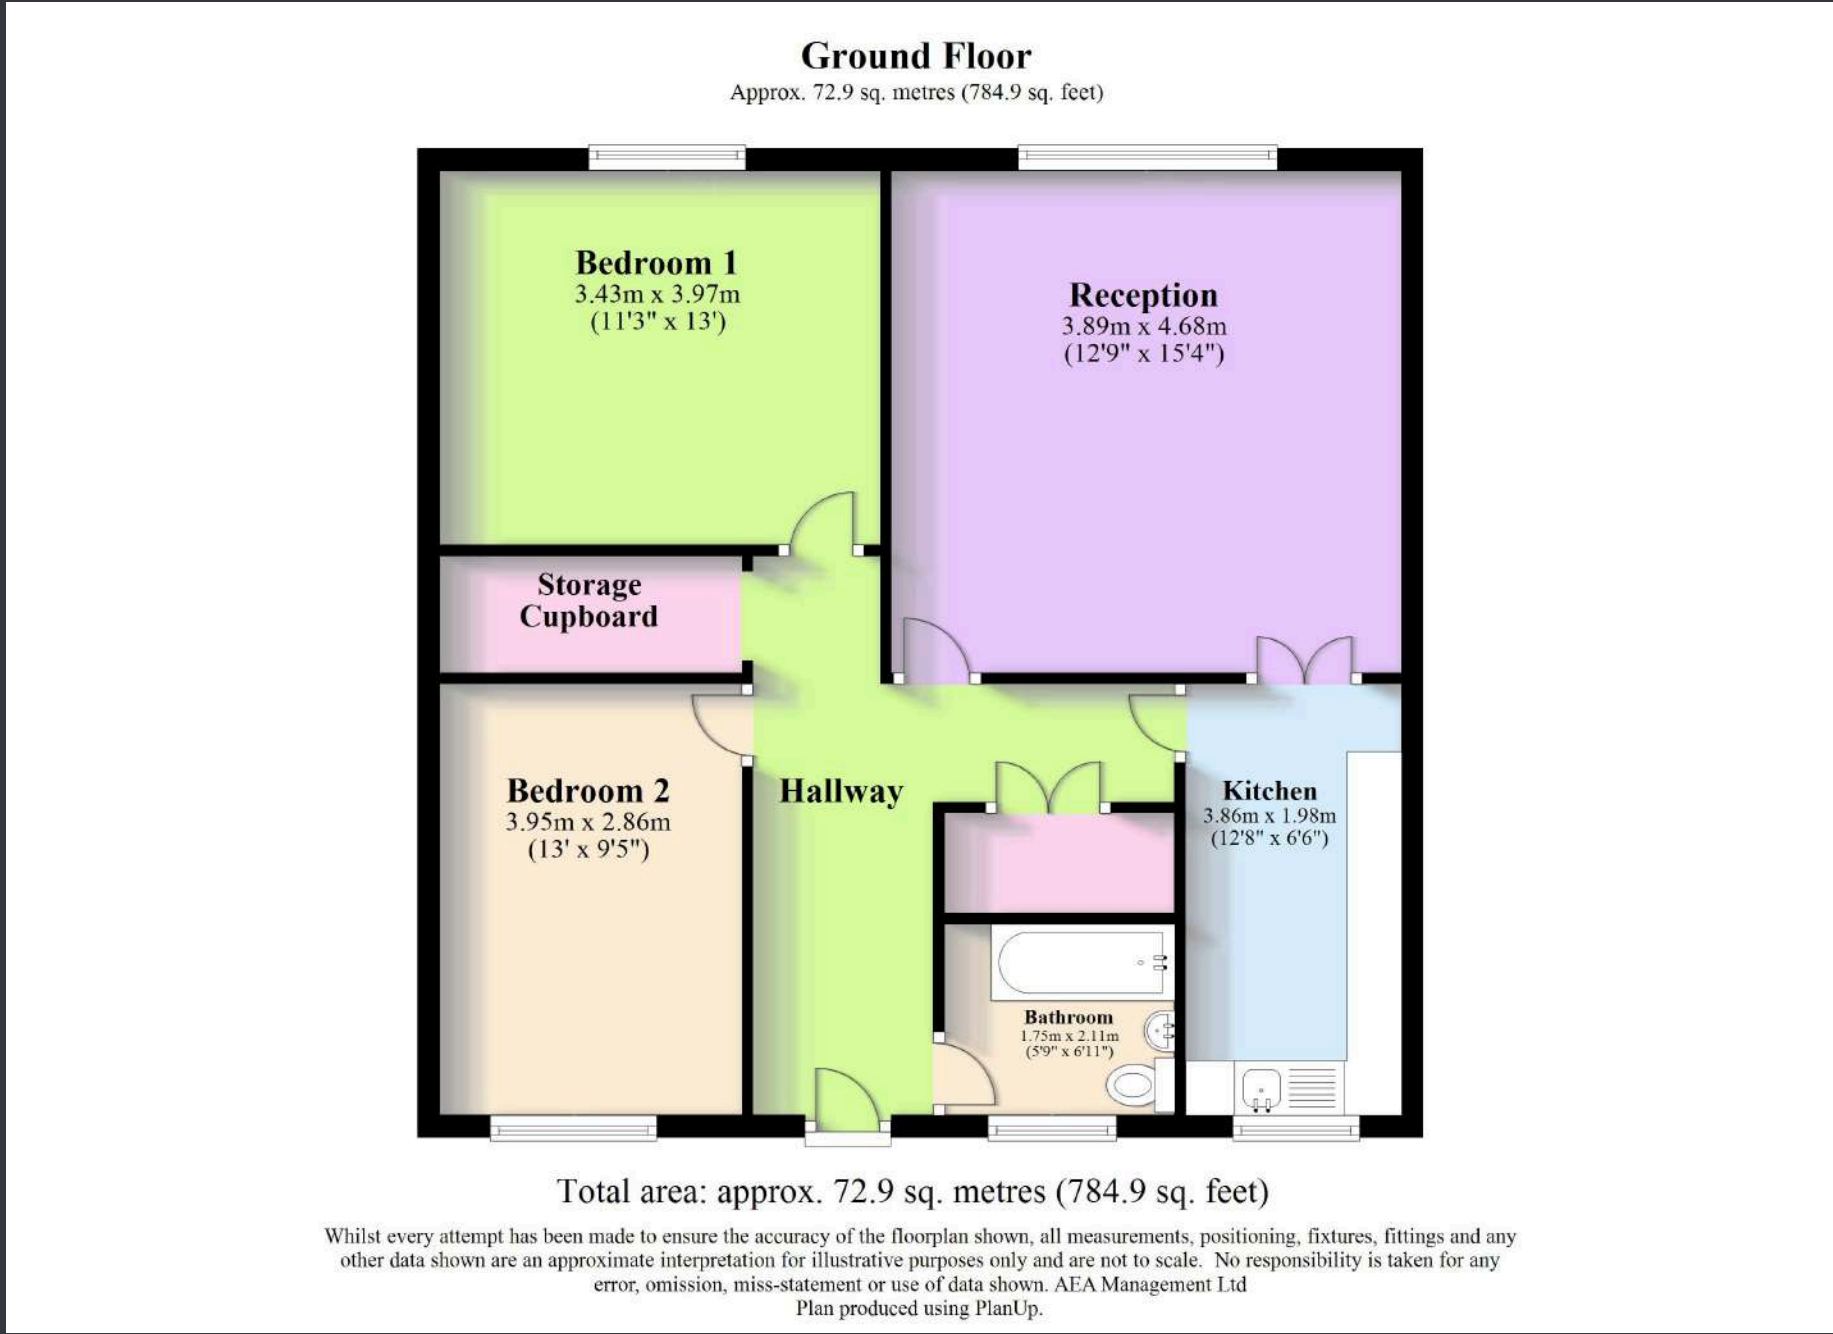 Ground Floor
Approx. 72.9 sq. metres (784.9 sq. feet)
Bedroom 1
3.43m x 3.97m
(11'3" x 13')
Reception
3.89m x 4.68m
(12'9" x 15'4")
Storage
Cupboard
Bedroom 2
3.95m x 2.86m
(13' x 9'5")
Hallway
Kitchen
3.86m x 1.98m
(12'8" x 6'6")
Bathroom
1.75m x 2.11m
(5'9" x 6'11")
Total area: approx. 72.9 sq. metres (784.9 sq. feet)
Whilst every attempt has been made to ensure the accuracy of the floorplan shown, all measurements, positioning, fixtures, fittings and any
other data shown are an approximate interpretation for illustrative purposes only and are not to scale. No responsibility is taken for any
error, omission, miss-statement or use of data shown. AEA Management Ltd
Plan produced using PlanUp.